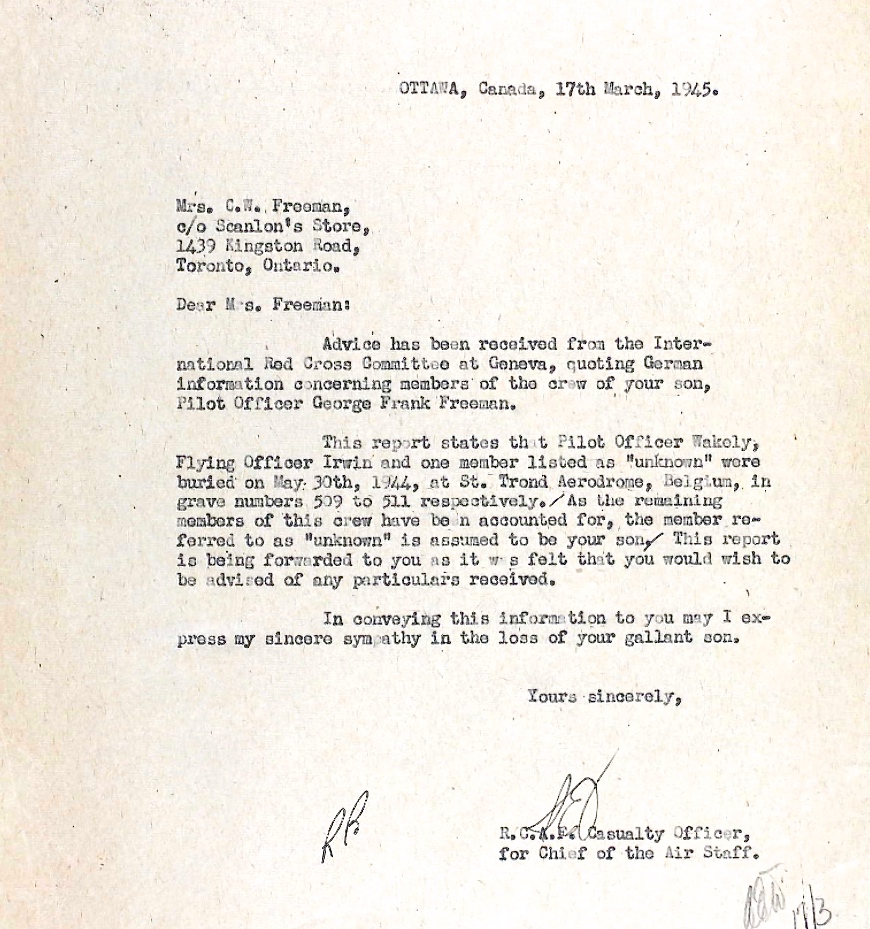 OTTAWA, Canada, 17th March, 1945.
Mrs. C.W. Freeman,
c/o Scanlon's Store,
1439 Kingston Road,
Toronto, Ontario.
Dear Mrs. Freeman:
Advice has been received from the Inter-
national Red Cross Committee at Geneva, quoting German
information concerning members of the crew of your son,
Pilot Officer George Frank Freeman.
This report states that Pilot Officer Wakely,
Flying Officer Irwin and one member listed as "unknown" were
buried on May 30th, 1944, at St. Trond Aerodrome, Belgium, in
grave numbers 509 to 511 respectively. / As the remaining
members of this crew have been accounted for, the member re-
ferred to as "unknown" is assumed to be your son. / This report
is being forwarded to you as it was felt that you would wish to
be advised of any particulars received.
In conveying this information to you may I ex-
press my sincere sympathy in the loss of your gallant son.
Yours sincerely,
R.C.A.F. Casualty Officer,
for Chief of the Air Staff.
17/3